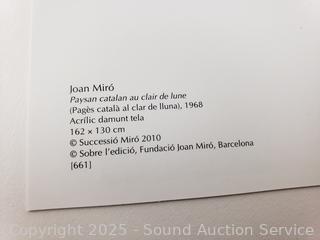 Joan Miró
Paysan catalan au clair de lune
(Pagès català al clar de lluna), 1968
Acrílic damunt tela
162 × 130 cm
© Successió Miró 2010
© Sobre l'edició, Fundació Joan Miró, Barcelona
[661]
Copyright 2025 - Sound Auction Service